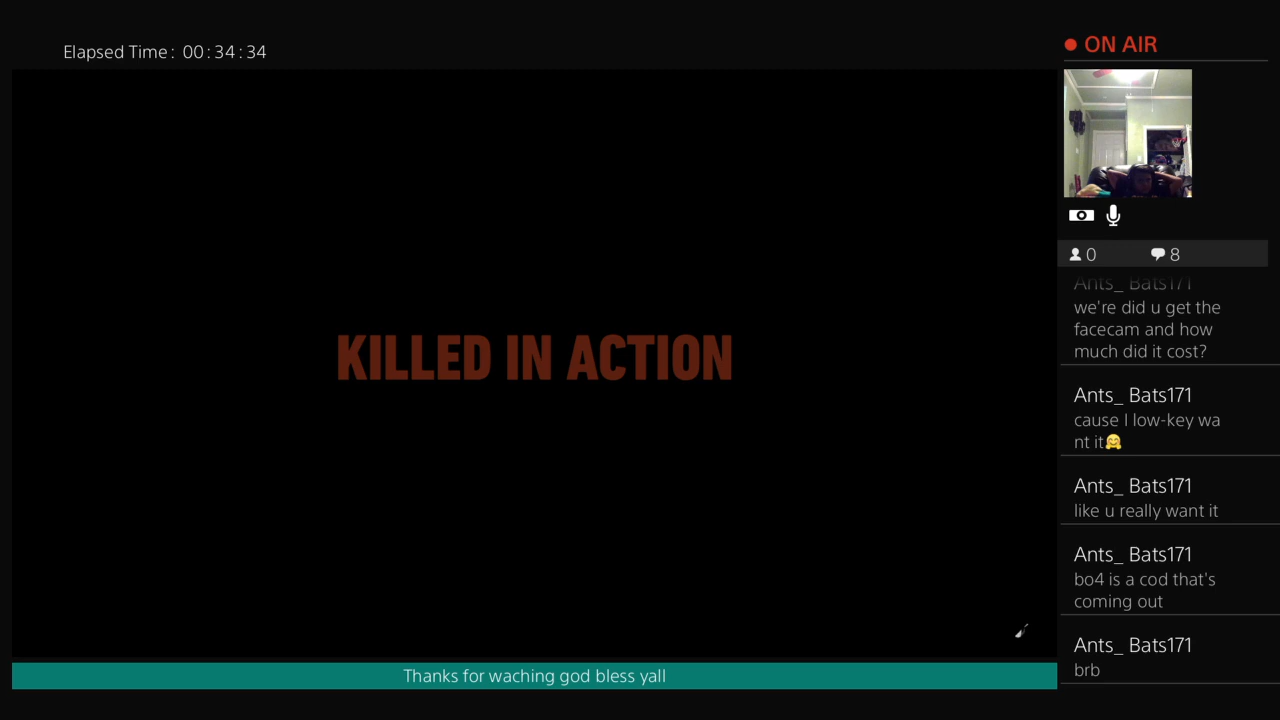 Elapsed Time: 00:34:34
ON AIR
0 8
Ants_ Bats171
we're did u get the
facecam and how
much did it cost?
Ants_ Bats171
cause I low-key wa
nt it🤗
Ants_ Bats171
like u really want it
Ants_ Bats171
bo4 is a cod that's
coming out
Ants_ Bats171
brb
KILLED IN ACTION
Thanks for waching god bless yall